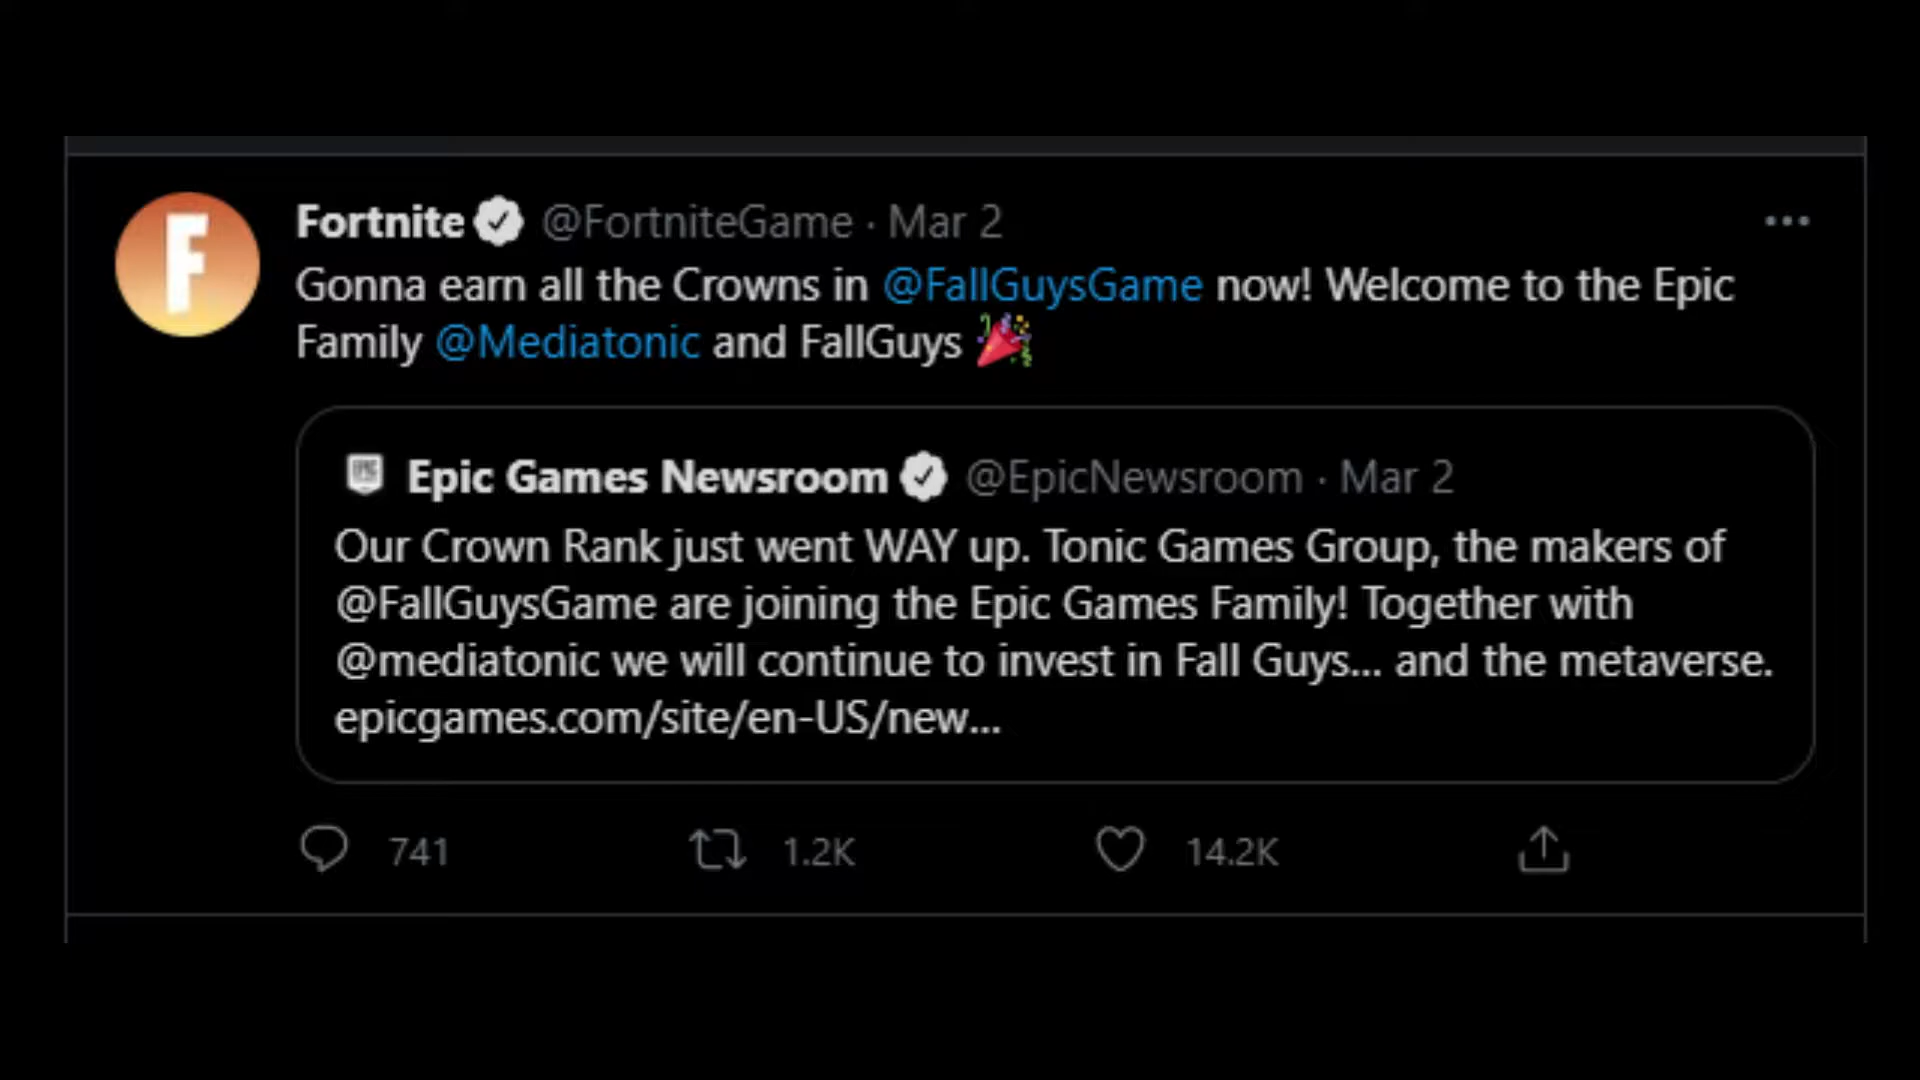 Fortnite @FortniteGame · Mar 2
Gonna earn all the Crowns in @FallGuysGame now! Welcome to the Epic
Family @Mediatonic and FallGuys 🎉
EPIC Epic Games Newsroom @EpicNewsroom · Mar 2
Our Crown Rank just went WAY up. Tonic Games Group, the makers of
@FallGuysGame are joining the Epic Games Family! Together with
@mediatonic we will continue to invest in Fall Guys... and the metaverse.
epicgames.com/site/en-US/new...
741 1.2K 14.2K